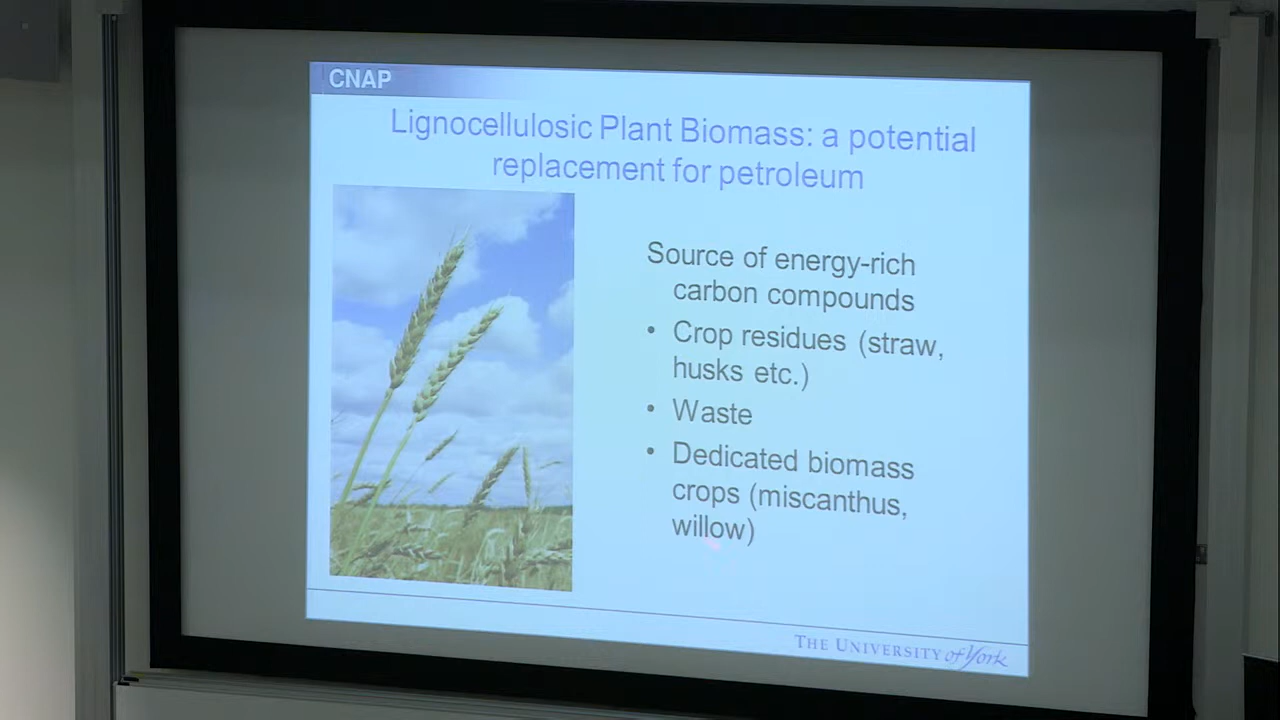 CNAP
Lignocellulosic Plant Biomass: a potential
replacement for petroleum
Source of energy-rich
carbon compounds
• Crop residues (straw,
husks etc.)
• Waste
• Dedicated biomass
crops (miscanthus,
willow)
THE UNIVERSITY of York